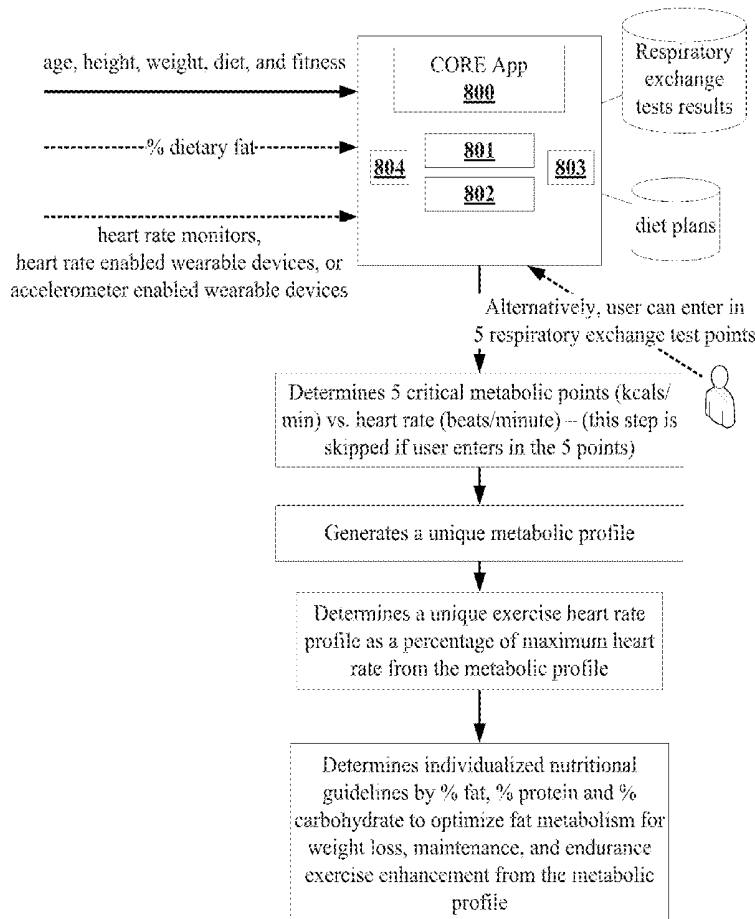 age, height, weight, diet, and fitness
% dietary fat
heart rate monitors,
heart rate enabled wearable devices, or
accelerometer enabled wearable devices
CORE App
800
801
802
804
803
Respiratory
exchange
tests results
diet plans
Alternatively, user can enter in
5 respiratory exchange test points
Determines 5 critical metabolic points (kcals/
min) vs. heart rate (beats/minute) – (this step is
skipped if user enters in the 5 points)
Generates a unique metabolic profile
Determines a unique exercise heart rate
profile as a percentage of maximum heart
rate from the metabolic profile
Determines individualized nutritional
guidelines by % fat, % protein and %
carbohydrate to optimize fat metabolism for
weight loss, maintenance, and endurance
exercise enhancement from the metabolic
profile